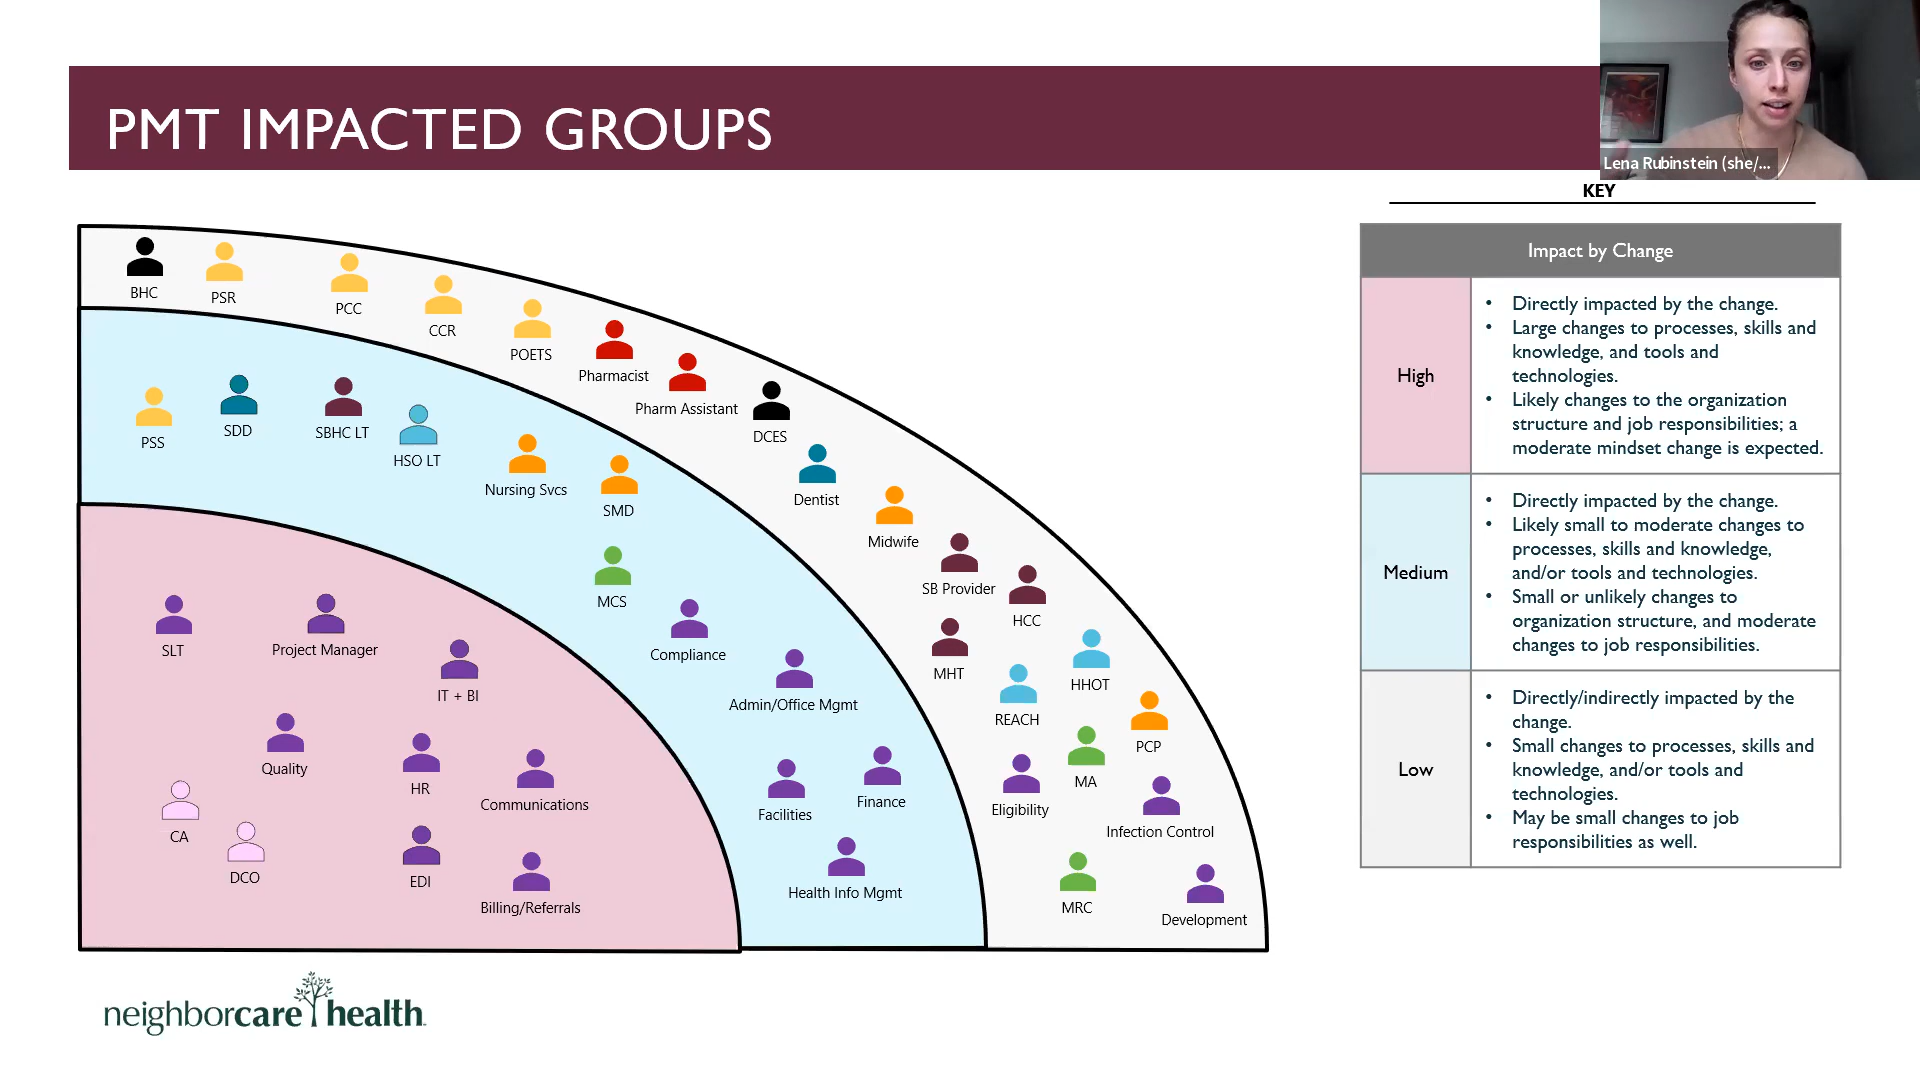 PMT IMPACTED GROUPS
Lena Rubinstein (she/...
KEY
BHC
PSR
PCC
CCR
POETS
Pharmacist
Pharm Assistant
DCES
Dentist
Midwife
SB Provider
HCC
MHT
HHOT
REACH
PCP
MA
Eligibility
Infection Control
MRC
Development
PSS
SDD
SBHC LT
HSO LT
Nursing Svcs
SMD
MCS
Compliance
Admin/Office Mgmt
Facilities
Finance
Health Info Mgmt
SLT
Project Manager
IT + BI
Quality
HR
Communications
CA
DCO
EDI
Billing/Referrals
Impact by Change
High
• Directly impacted by the change.
• Large changes to processes, skills and
knowledge, and tools and
technologies.
• Likely changes to the organization
structure and job responsibilities; a
moderate mindset change is expected.
Medium
• Directly impacted by the change.
• Likely small to moderate changes to
processes, skills and knowledge,
and/or tools and technologies.
• Small or unlikely changes to
organization structure, and moderate
changes to job responsibilities.
Low
• Directly/indirectly impacted by the
change.
• Small changes to processes, skills and
knowledge, and/or tools and
technologies.
• May be small changes to job
responsibilities as well.
neighborcare health